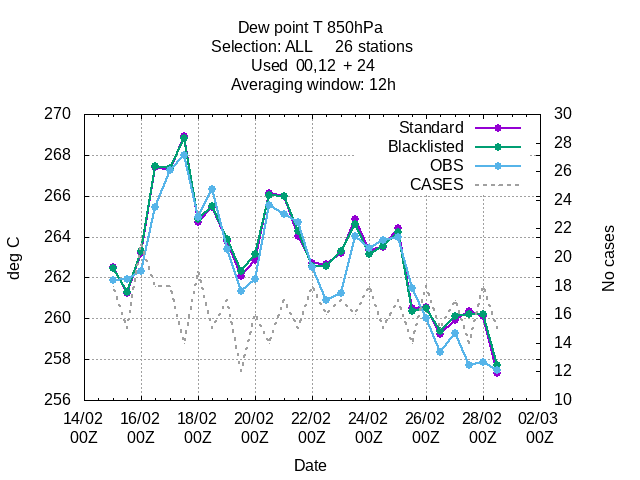 Dew point T 850hPa
Selection: ALL 26 stations
Used 00,12 + 24
Averaging window: 12h
Standard
Blacklisted
OBS
CASES
270
268
266
264
262
260
258
256
30
28
26
24
22
20
18
16
14
12
10
deg C
No cases
14/02 16/02 18/02 20/02 22/02 24/02 26/02 28/02 02/03
00Z 00Z 00Z 00Z 00Z 00Z 00Z 00Z 00Z
Date